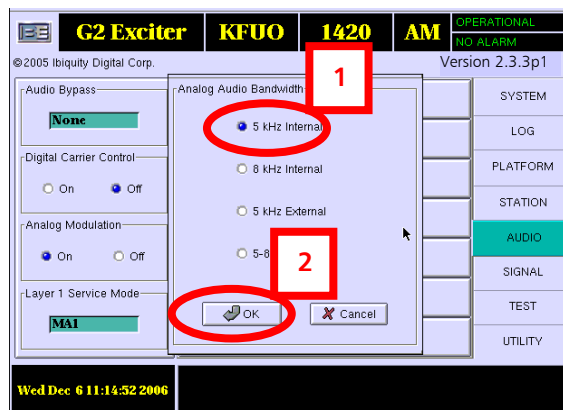 G2 Exciter KFUO 1420 AM
OPERATIONAL
NO ALARM
©2005 Ibiquity Digital Corp.
Version 2.3.3p1
Audio Bypass
None
Digital Carrier Control
On Off
Analog Modulation
On Off
Layer 1 Service Mode
MA1
Analog Audio Bandwidth
1
5 kHz Internal
8 kHz Internal
5 kHz External
5-8
2
OK Cancel
SYSTEM
LOG
PLATFORM
STATION
AUDIO
SIGNAL
TEST
UTILITY
Wed Dec 6 11:14:52 2006